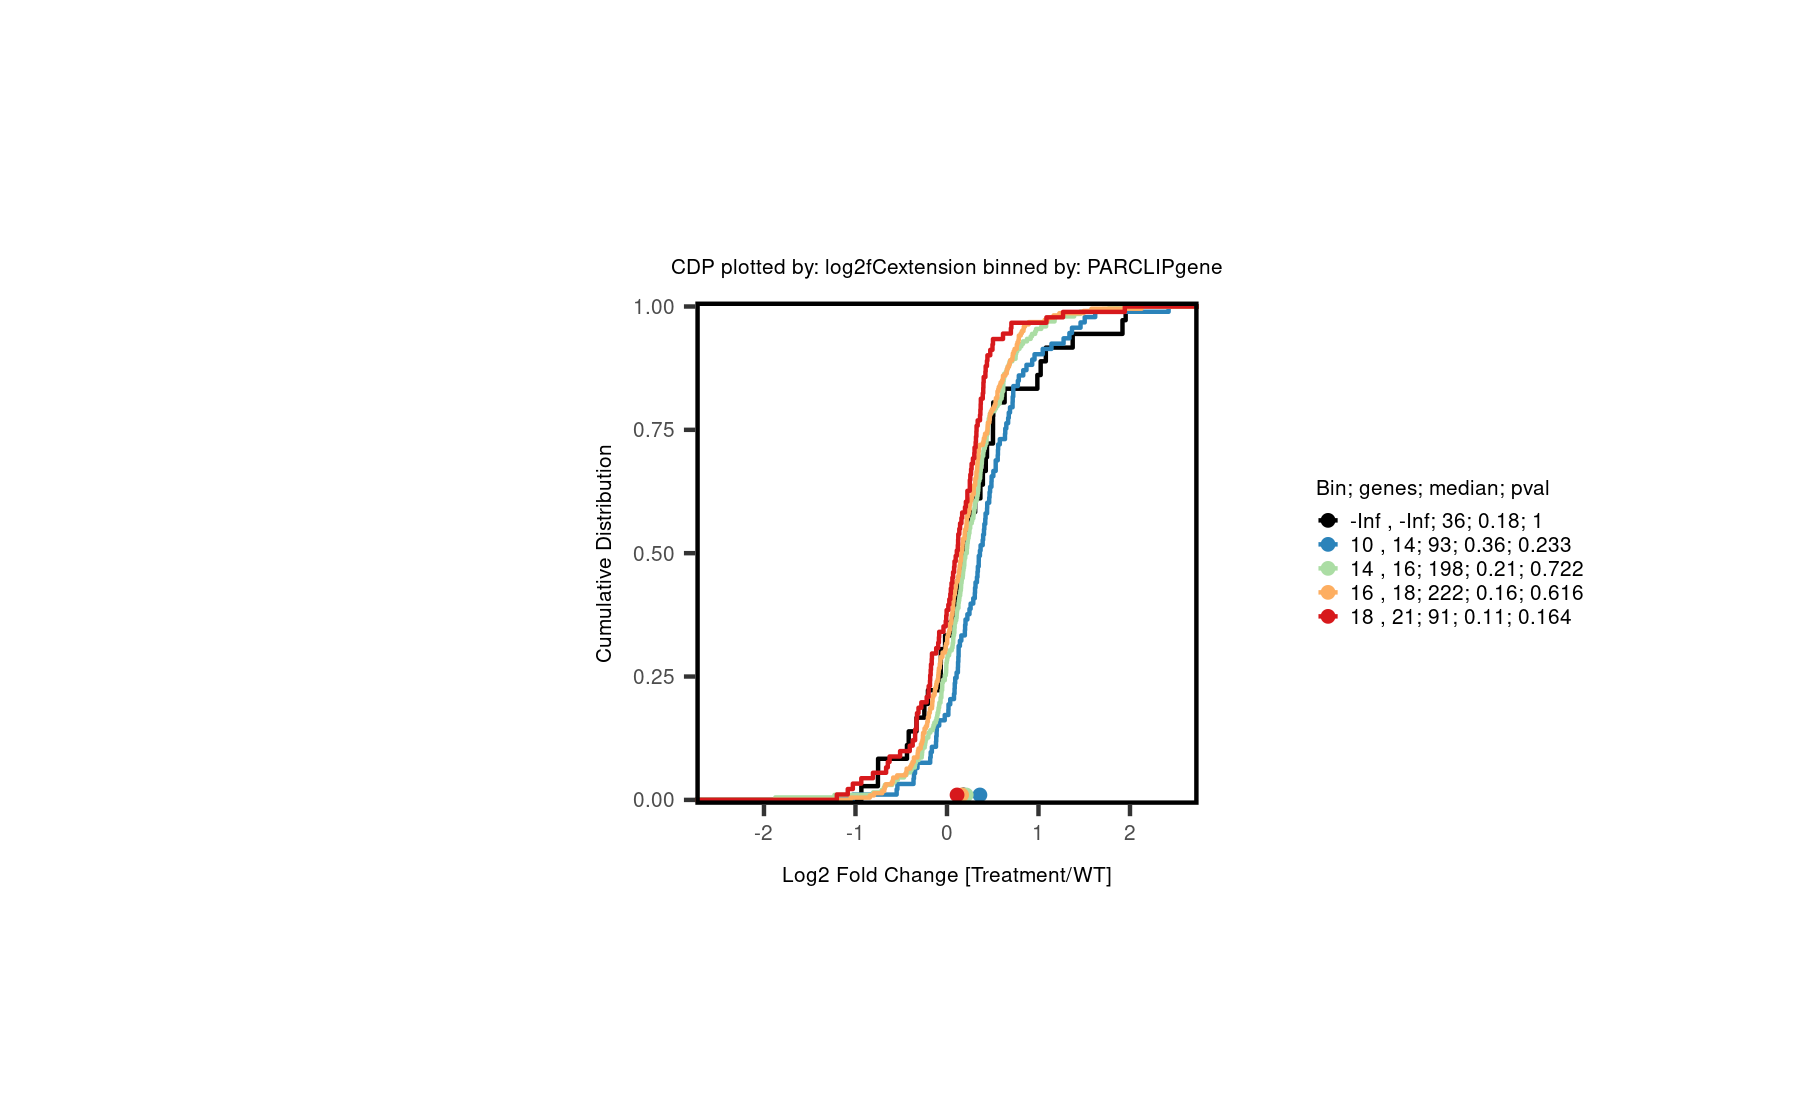 CDP plotted by: log2fCextension binned by: PARCLIPgene
1.00
0.75
0.50
0.25
0.00
Cumulative Distribution
-2 -1 0 1 2
Log2 Fold Change [Treatment/WT]
Bin; genes; median; pval
-Inf , -Inf; 36; 0.18; 1
10 , 14; 93; 0.36; 0.233
14 , 16; 198; 0.21; 0.722
16 , 18; 222; 0.16; 0.616
18 , 21; 91; 0.11; 0.164